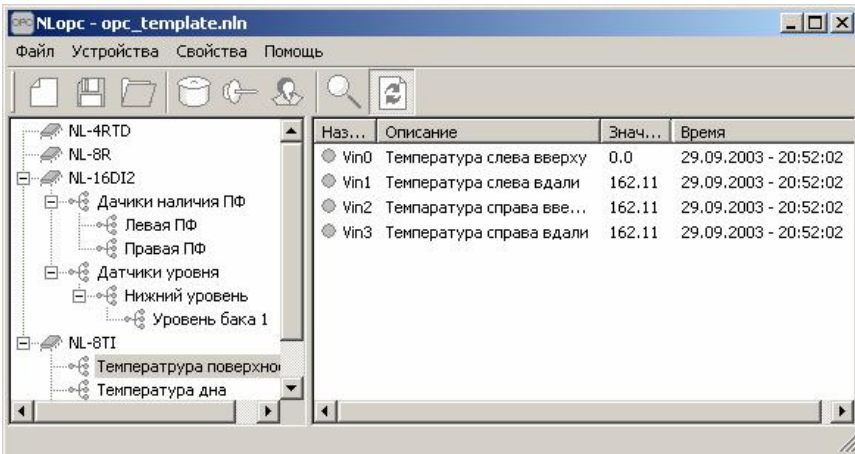 NLopc - opc_template.nln
Файл Устройства Свойства Помощь
NL-4RTD
NL-8R
NL-16DI2
Дачики наличия ПФ
Левая ПФ
Правая ПФ
Датчики уровня
Нижний уровень
Уровень бака 1
NL-8TI
Температрура поверхно
Температура дна
Наз... Описание Знач... Время
Vin0 Температура слева вверху 0.0 29.09.2003 - 20:52:02
Vin1 Температура слева вдали 162.11 29.09.2003 - 20:52:02
Vin2 Темпаратура справа вве... 162.11 29.09.2003 - 20:52:02
Vin3 Температура справа вдали 162.11 29.09.2003 - 20:52:02